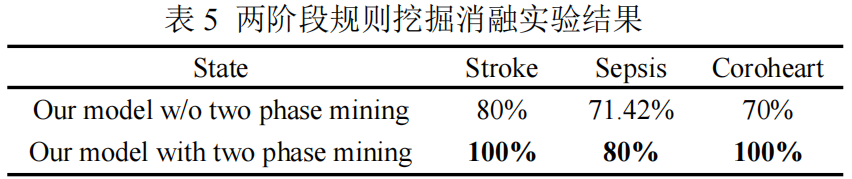 表 5 两阶段规则挖掘消融实验结果
State Stroke Sepsis Coroheart
Our model w/o two phase mining 80% 71.42% 70%
Our model with two phase mining 100% 80% 100%